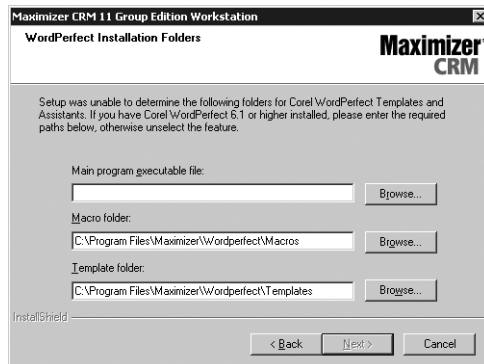 Maximizer CRM 11 Group Edition Workstation
WordPerfect Installation Folders
Maximizer
CRM
Setup was unable to determine the following folders for Corel WordPerfect Templates and
Assistants. If you have Corel WordPerfect 6.1 or higher installed, please enter the required
paths below, otherwise unselect the feature.
Main program executable file:
Browse...
Macro folder:
C:\Program Files\Maximizer\Wordperfect\Macros
Browse...
Template folder:
C:\Program Files\Maximizer\Wordperfect\Templates
Browse...
InstallShield
< Back Next > Cancel